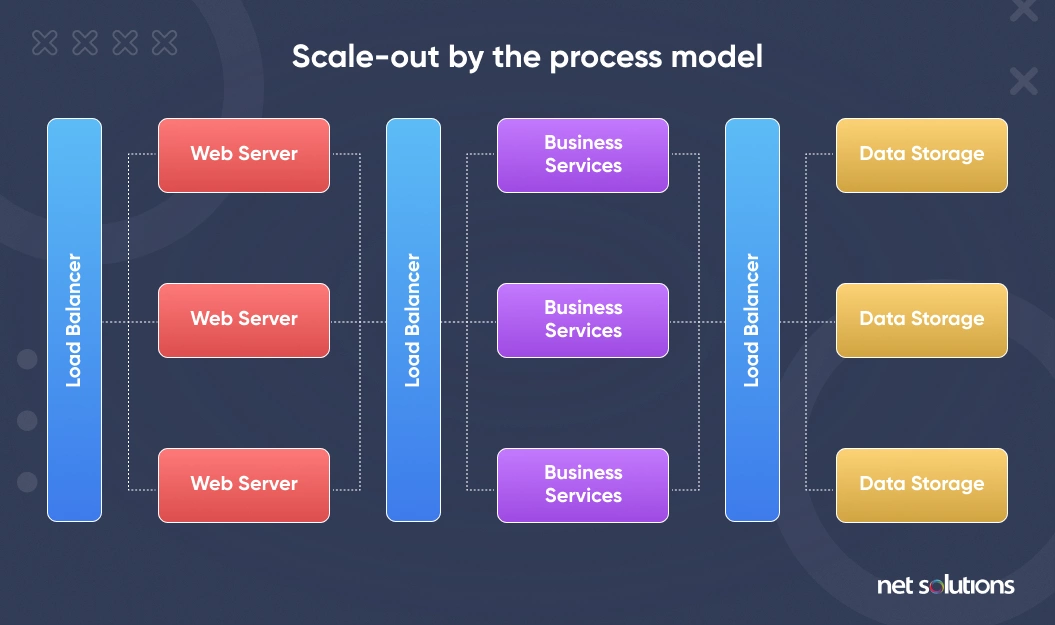 Scale-out by the process model
Load Balancer
Web Server
Web Server
Web Server
Load Balancer
Business
Services
Business
Services
Business
Services
Load Balancer
Data Storage
Data Storage
Data Storage
net solutions